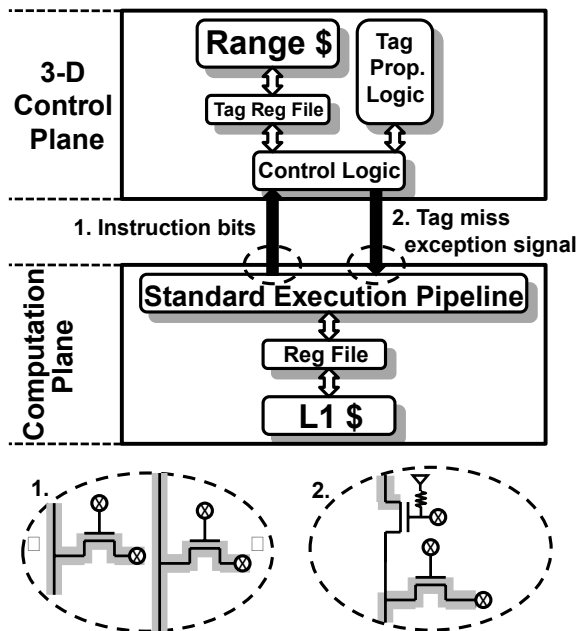 3-D
Control
Plane
Range $
Tag Reg File
Tag
Prop.
Logic
Control Logic
1. Instruction bits
2. Tag miss
exception signal
Computation
Plane
Standard Execution Pipeline
Reg File
L1 $
1.
2.